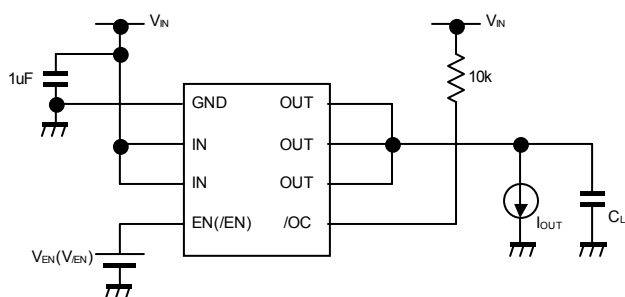 VIN VIN
1uF
10k
GND OUT
IN OUT
IN OUT
EN(/EN) /OC
IOUT CL
VEN(V/EN)